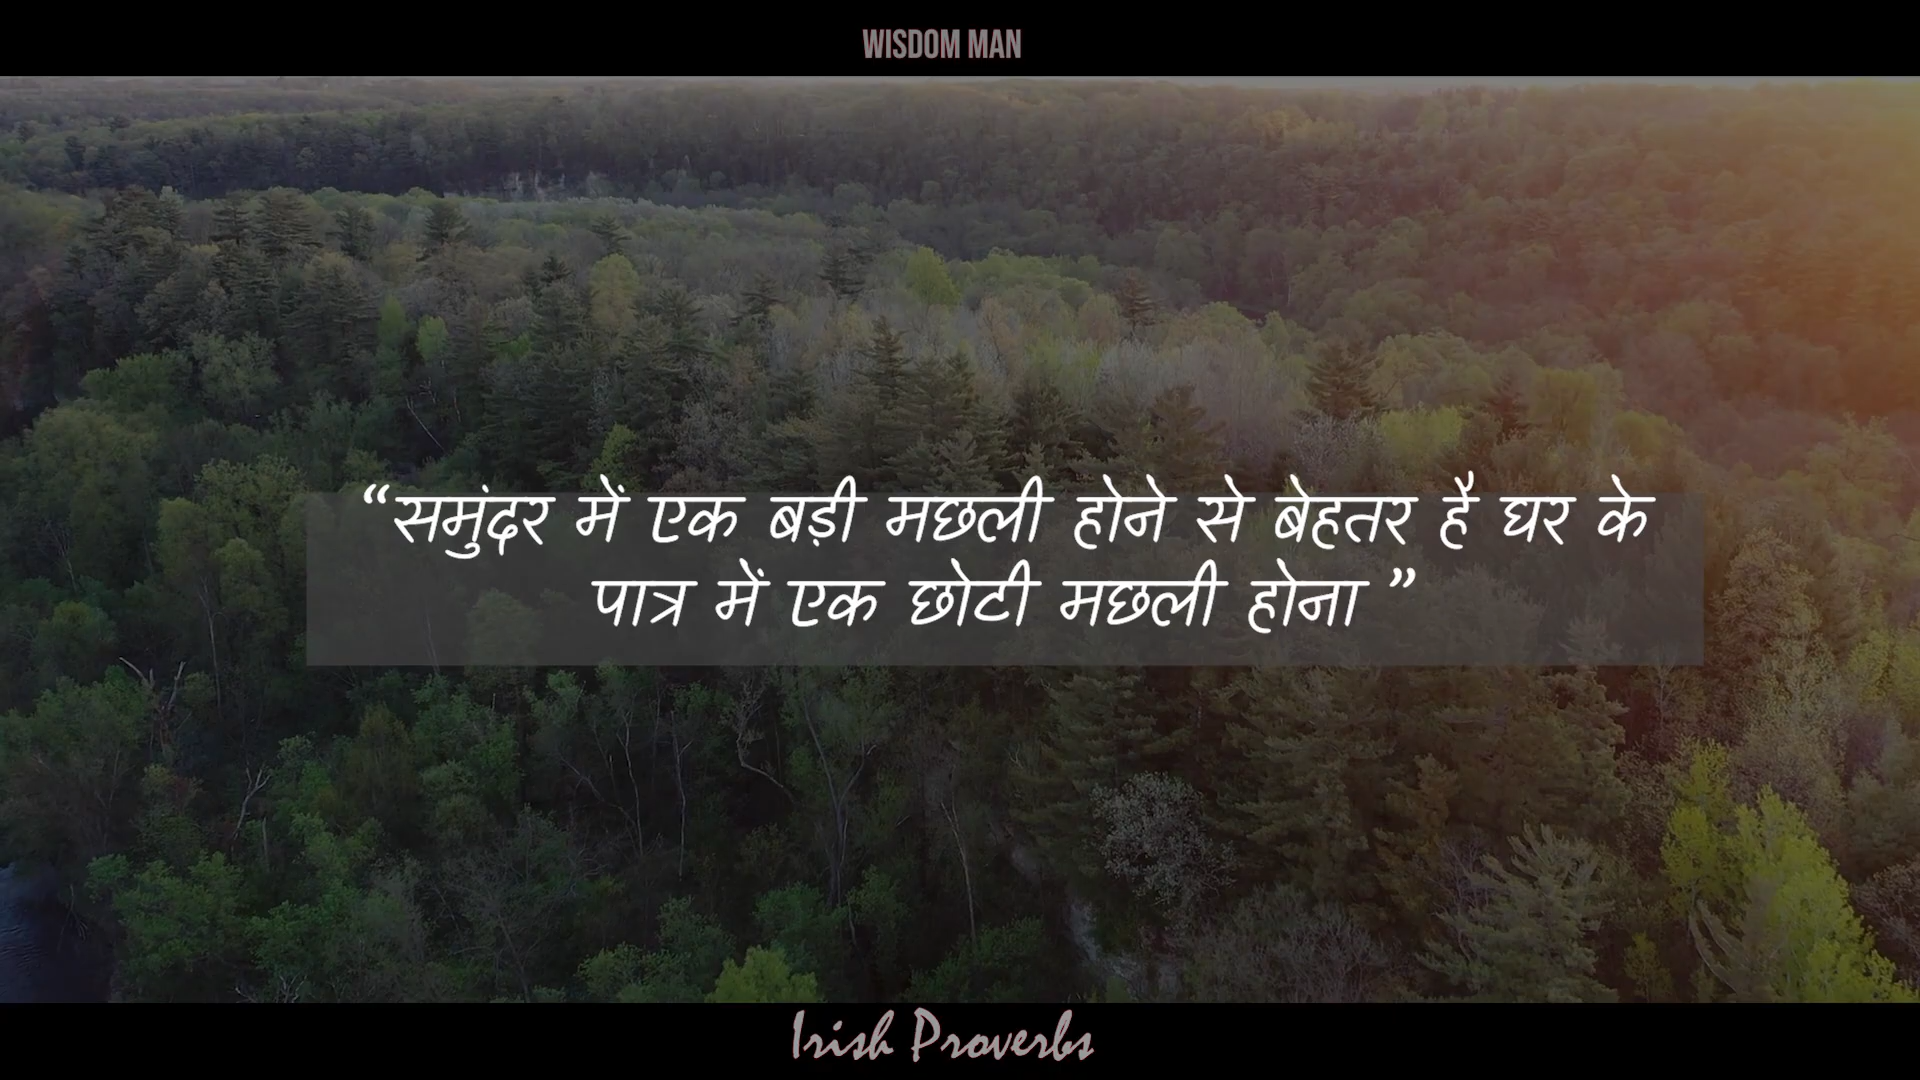 WISDOM MAN
“समुंदर में एक बड़ी मछली होने से बेहतर है घर के
पात्र में एक छोटी मछली होना ”
Irish Proverbs